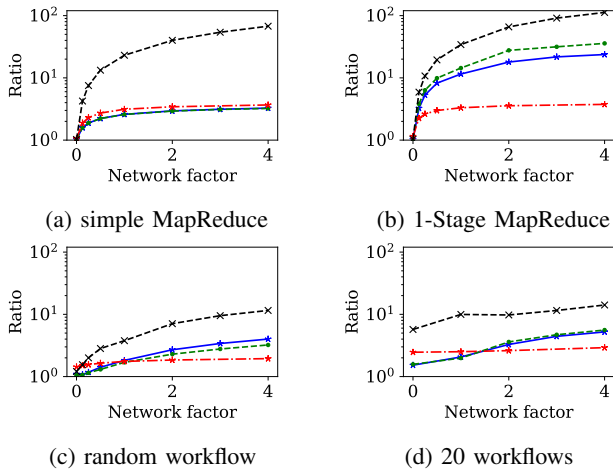 10² 10²
Ratio 10¹ Ratio 10¹
10⁰ 10⁰
0 2 4 0 2 4
Network factor Network factor
(a) simple MapReduce (b) 1-Stage MapReduce
10² 10²
Ratio 10¹ Ratio 10¹
10⁰ 10⁰
0 2 4 0 2 4
Network factor Network factor
(c) random workflow (d) 20 workflows